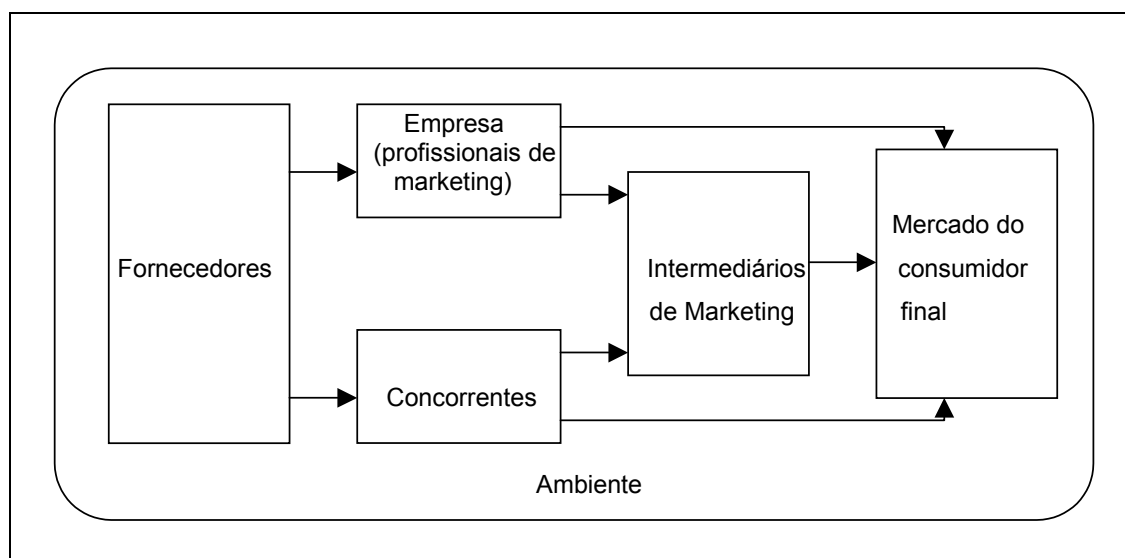 Fornecedores
Empresa
(profissionais de
marketing)
Concorrentes
Intermediários
de Marketing
Mercado do
consumidor
final
Ambiente